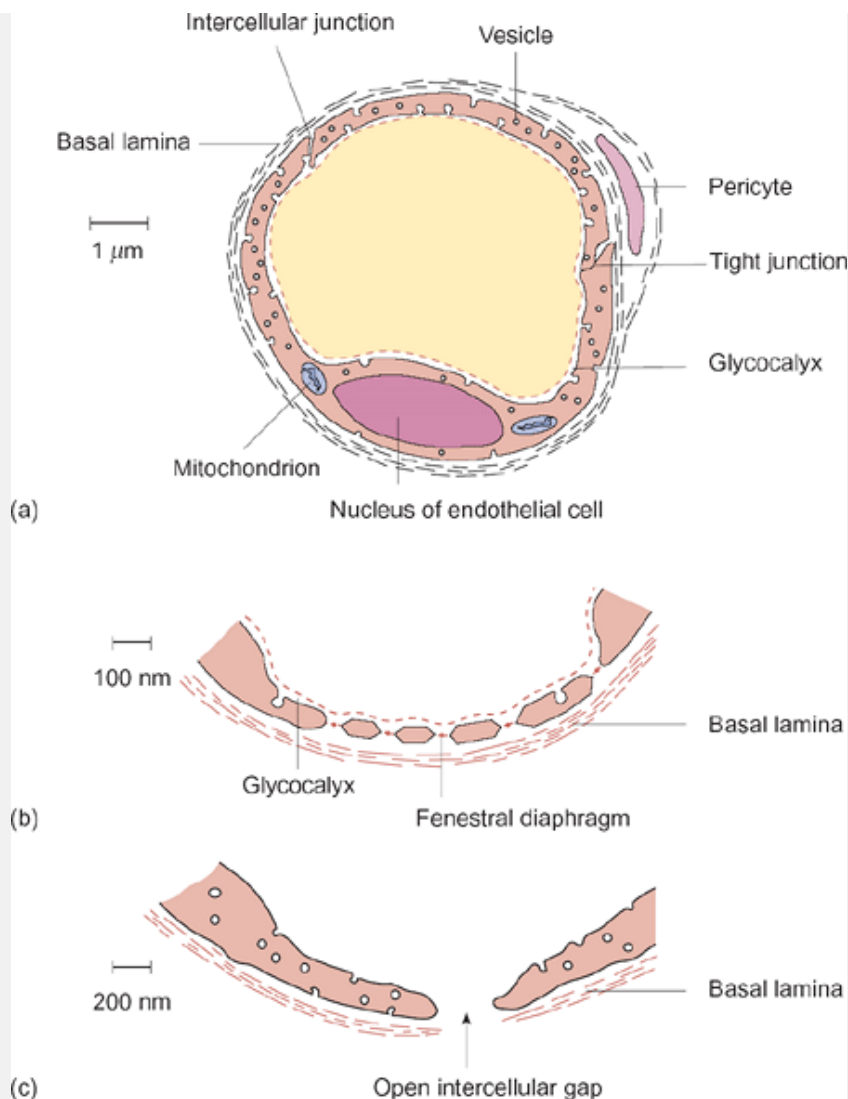 Intercellular junction
Vesicle
Basal lamina
Pericyte
1 μm
Tight junction
Glycocalyx
Mitochondrion
(a)
Nucleus of endothelial cell
100 nm
Basal lamina
Glycocalyx
(b)
Fenestral diaphragm
200 nm
Basal lamina
(c)
Open intercellular gap